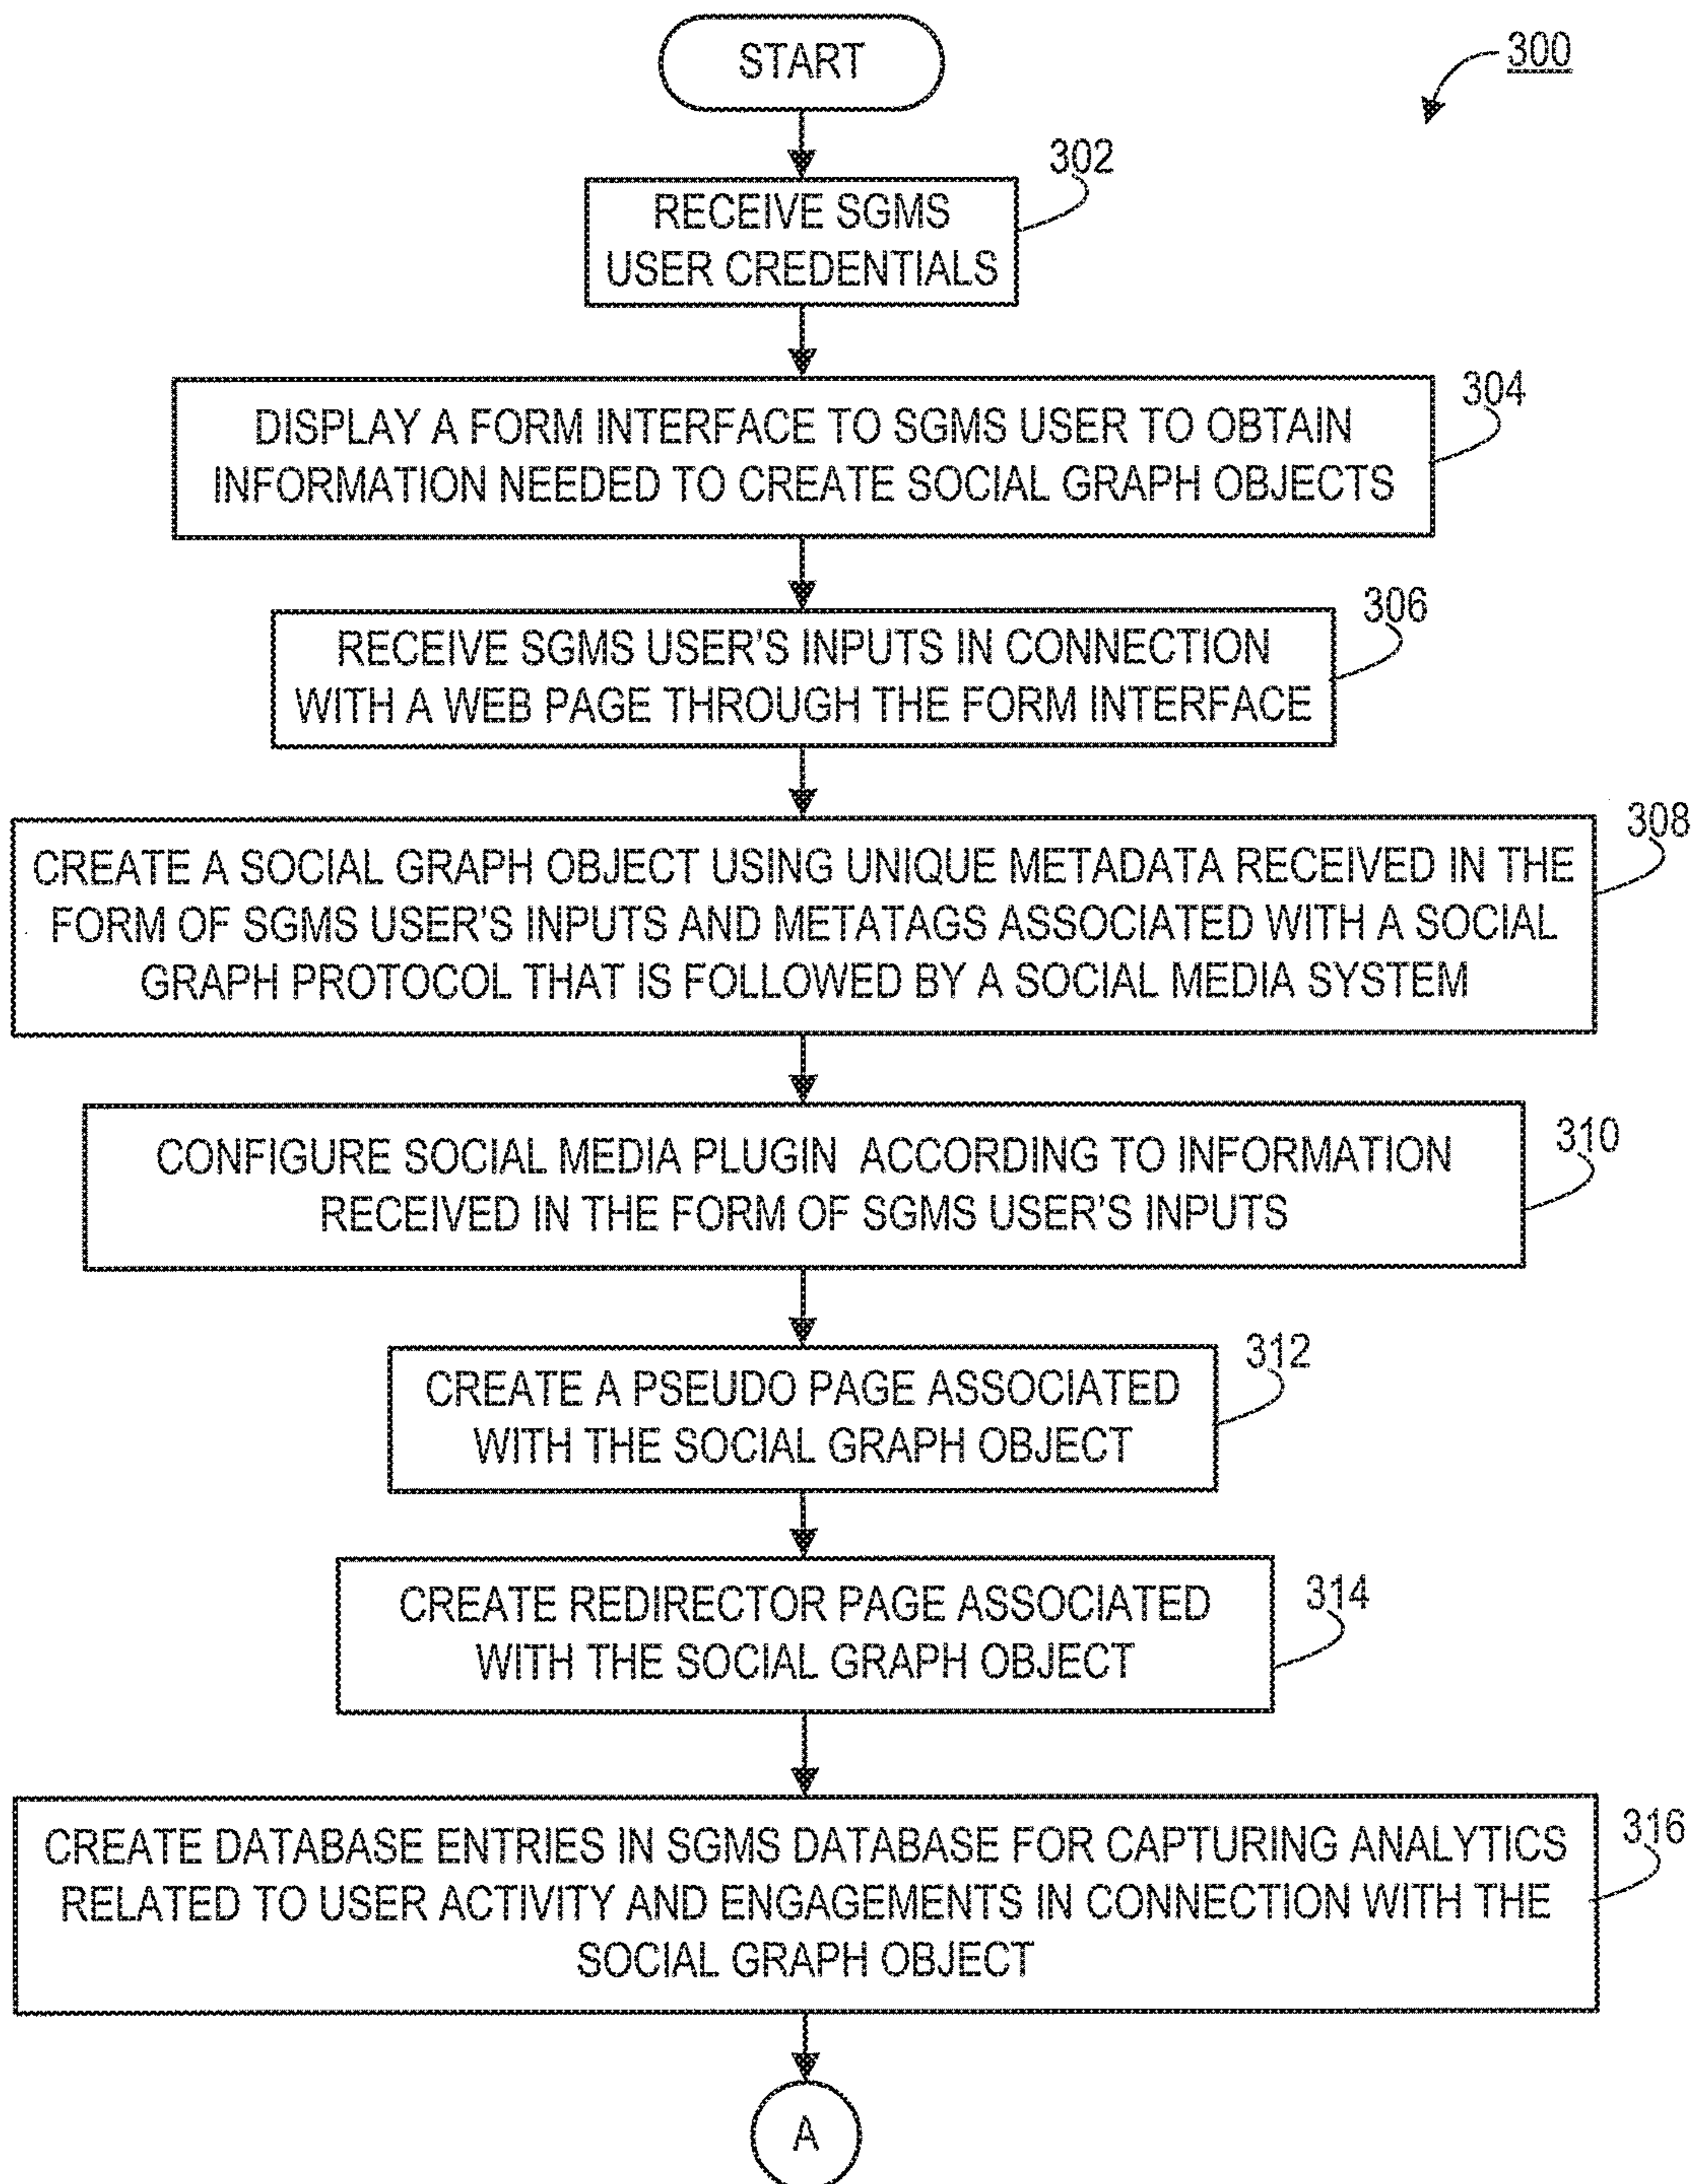 START
300
302
RECEIVE SGMS
USER CREDENTIALS
304
DISPLAY A FORM INTERFACE TO SGMS USER TO OBTAIN
INFORMATION NEEDED TO CREATE SOCIAL GRAPH OBJECTS
306
RECEIVE SGMS USER'S INPUTS IN CONNECTION
WITH A WEB PAGE THROUGH THE FORM INTERFACE
308
CREATE A SOCIAL GRAPH OBJECT USING UNIQUE METADATA RECEIVED IN THE
FORM OF SGMS USER'S INPUTS AND METATAGS ASSOCIATED WITH A SOCIAL
GRAPH PROTOCOL THAT IS FOLLOWED BY A SOCIAL MEDIA SYSTEM
310
CONFIGURE SOCIAL MEDIA PLUGIN ACCORDING TO INFORMATION
RECEIVED IN THE FORM OF SGMS USER'S INPUTS
312
CREATE A PSEUDO PAGE ASSOCIATED
WITH THE SOCIAL GRAPH OBJECT
314
CREATE REDIRECTOR PAGE ASSOCIATED
WITH THE SOCIAL GRAPH OBJECT
316
CREATE DATABASE ENTRIES IN SGMS DATABASE FOR CAPTURING ANALYTICS
RELATED TO USER ACTIVITY AND ENGAGEMENTS IN CONNECTION WITH THE
SOCIAL GRAPH OBJECT
A